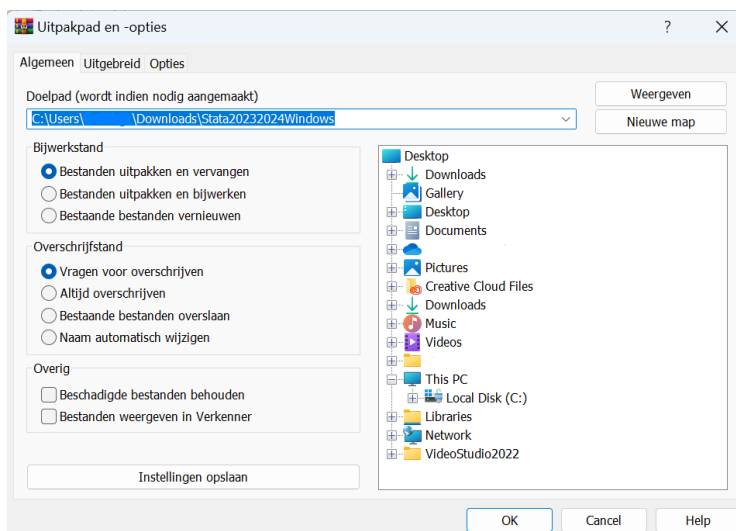 Uitpakpad en -opties
Algemeen Uitgebreid Opties
Doelpad (wordt indien nodig aangemaakt)
C:\Users\ \Downloads\Stata20232024Windows
Weergeven
Nieuwe map
Bijwerkstand
Bestanden uitpakken en vervangen
Bestanden uitpakken en bijwerken
Bestaande bestanden vernieuwen
Overschrijfstand
Vragen voor overschrijven
Altijd overschrijven
Bestaande bestanden overslaan
Naam automatisch wijzigen
Overig
Beschadigde bestanden behouden
Bestanden weergeven in Verkenner
Instellingen opslaan
Desktop
Downloads
Gallery
Desktop
Documents
Pictures
Creative Cloud Files
Downloads
Music
Videos
This PC
Local Disk (C:)
Libraries
Network
VideoStudio2022
OK Cancel Help